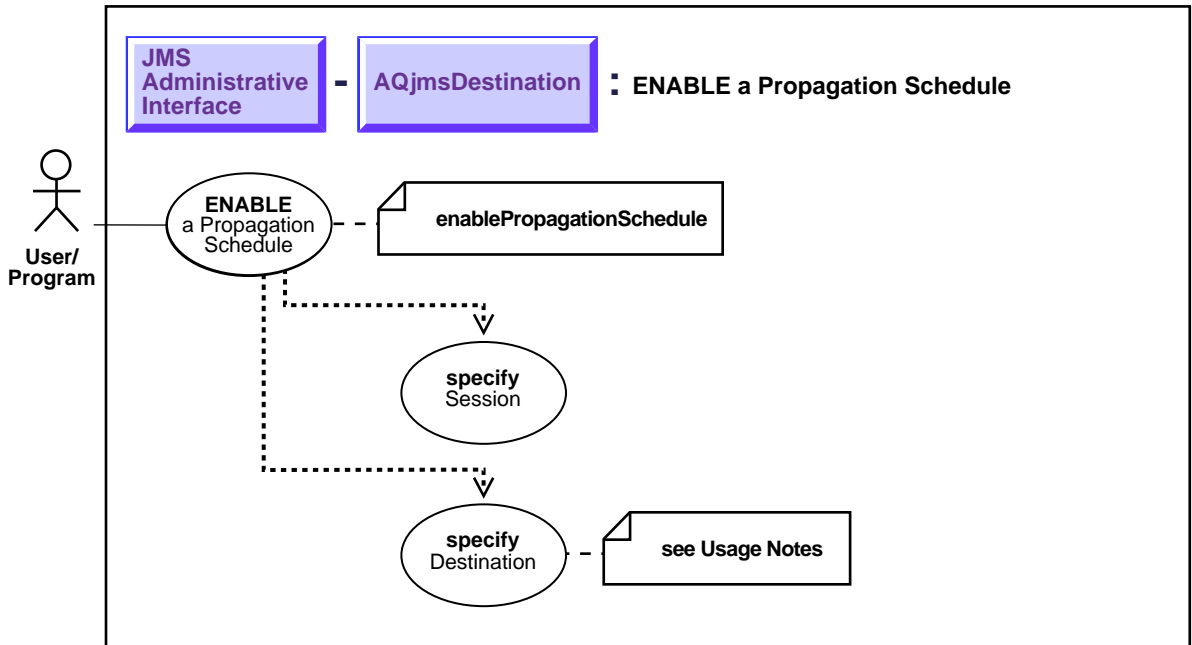 JMS
Administrative
Interface
-
AQjmsDestination
: ENABLE a Propagation Schedule
User/
Program
ENABLE
a Propagation
Schedule
enablePropagationSchedule
specify
Session
specify
Destination
see Usage Notes